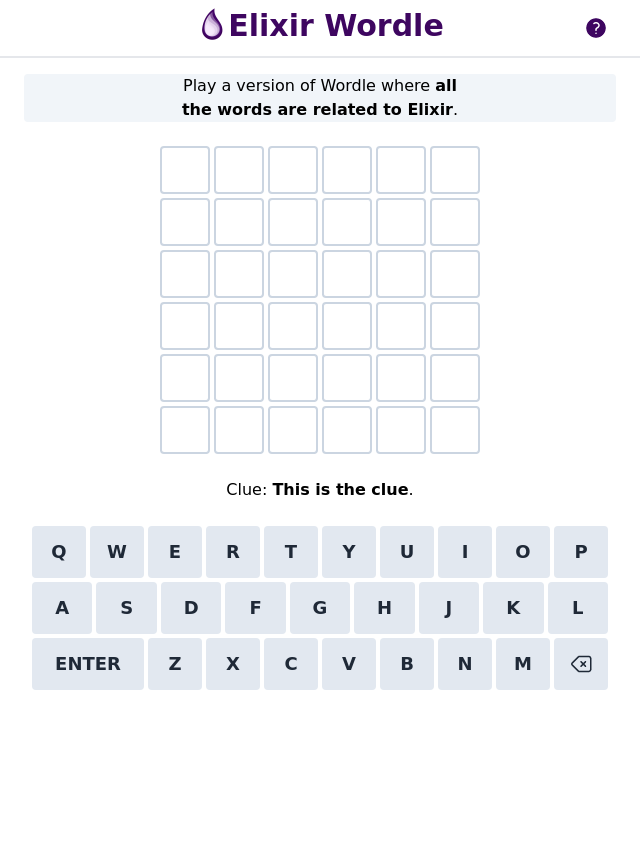 Elixir Wordle
?
Play a version of Wordle where all
the words are related to Elixir.
Clue: This is the clue.
Q W E R T Y U I O P
A S D F G H J K L
ENTER Z X C V B N M